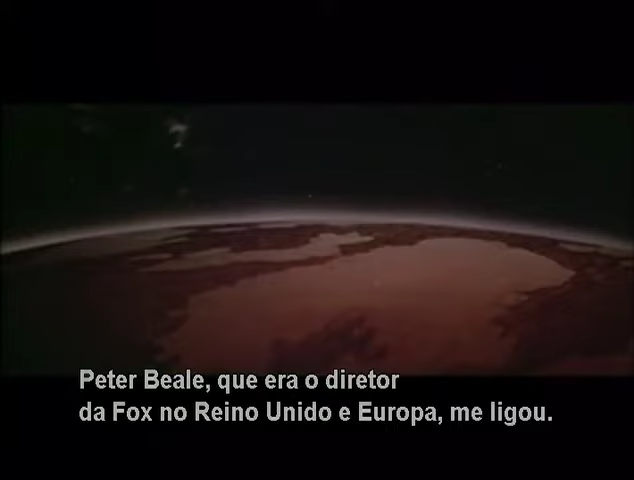 Peter Beale, que era o diretor
da Fox no Reino Unido e Europa, me ligou.